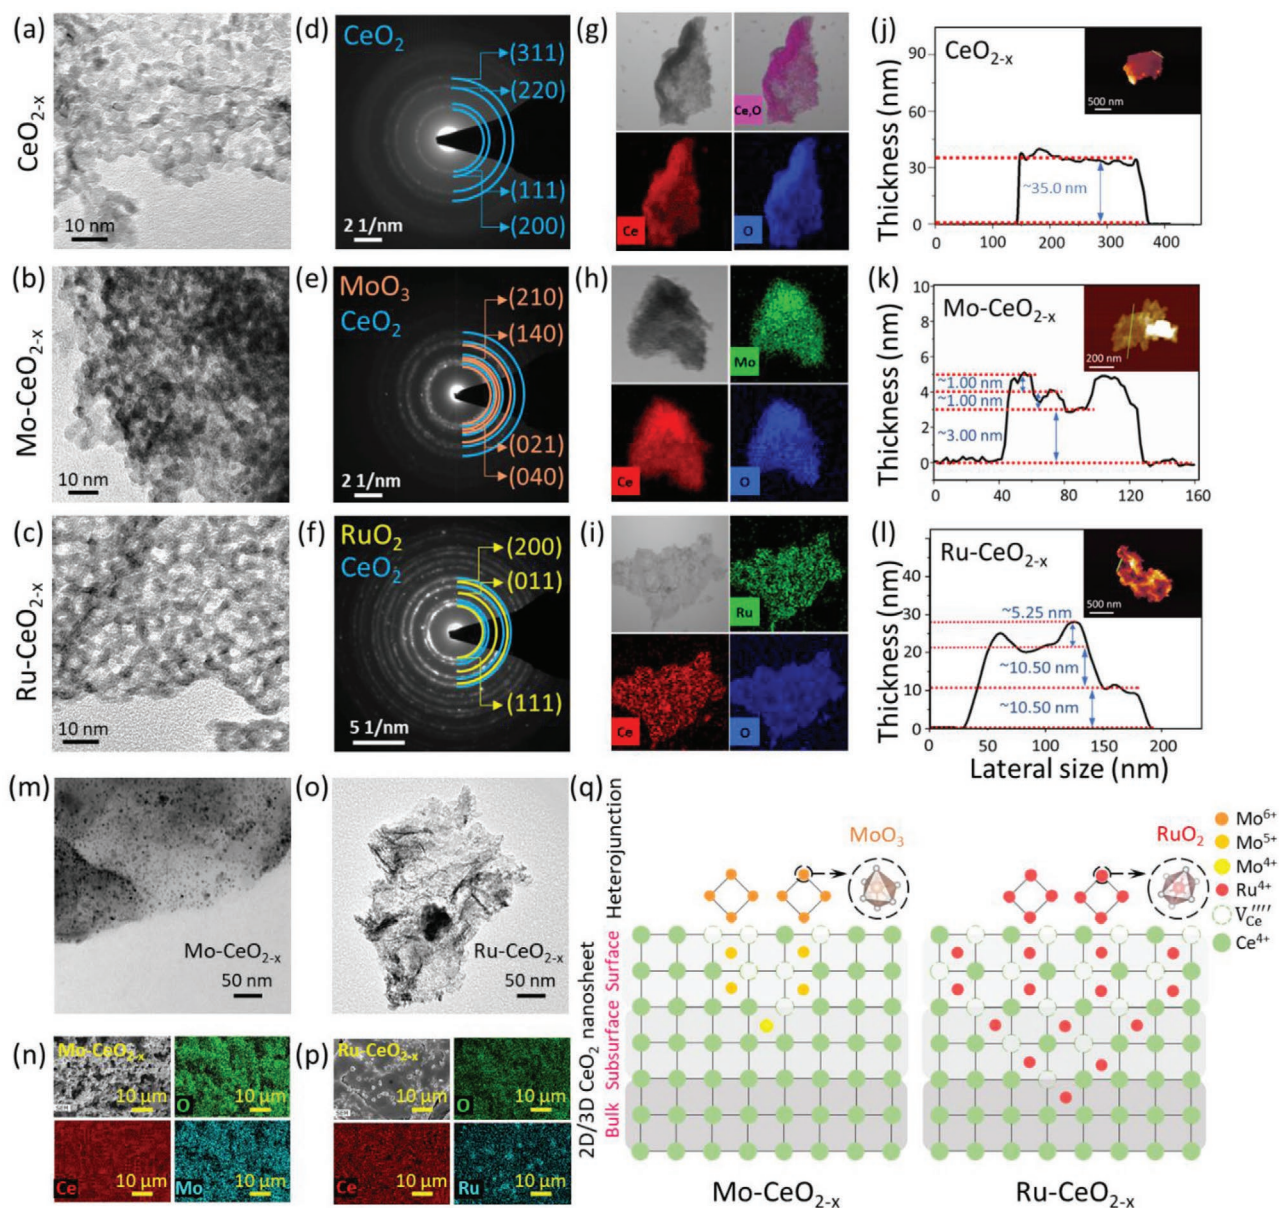 (a)
CeO2-x
10 nm
(d)
CeO2
(311)
(220)
(111)
(200)
2 1/nm
(g)
Ce,O
Ce
O
(j)
CeO2-x
Thickness (nm)
90
60
30
0
~35.0 nm
500 nm
0 100 200 300 400
(b)
Mo-CeO2-x
10 nm
(e)
MoO3
CeO2
(210)
(140)
(021)
(040)
2 1/nm
(h)
Mo
Ce
O
(k)
Mo-CeO2-x
Thickness (nm)
10
8
6
4
2
0
~1.00 nm
~1.00 nm
~3.00 nm
200 nm
0 40 80 120 160
(c)
Ru-CeO2-x
10 nm
(f)
RuO2
CeO2
(200)
(011)
(111)
5 1/nm
(i)
Ru
Ce
O
(l)
Ru-CeO2-x
Thickness (nm)
40
30
20
10
0
~5.25 nm
~10.50 nm
~10.50 nm
500 nm
0 50 100 150 200
Lateral size (nm)
(m)
Mo-CeO2-x
50 nm
(o)
Ru-CeO2-x
50 nm
(n)
Mo-CeO2-x
10 µm
SEM
O
10 µm
Ce
10 µm
Mo
10 µm
(p)
Ru-CeO2-x
10 µm
SEM
O
10 µm
Ce
10 µm
Ru
10 µm
(q)
2D/3D CeO2 nanosheet
Heterojunction
Surface
Subsurface
Bulk
MoO3
RuO2
Mo6+
Mo5+
Mo4+
Ru4+
VCe''''
Ce4+
Mo-CeO2-x
Ru-CeO2-x